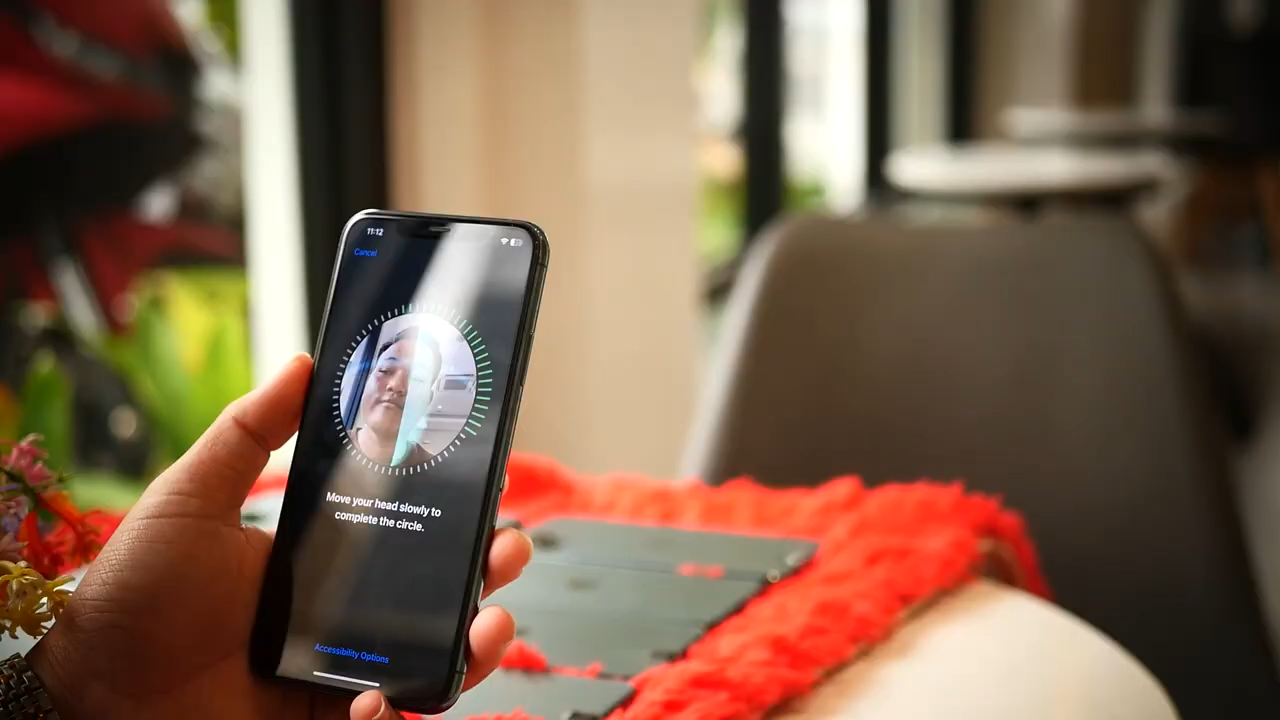 11:12
Cancel
Move your head slowly to
complete the circle.
Accessibility Options